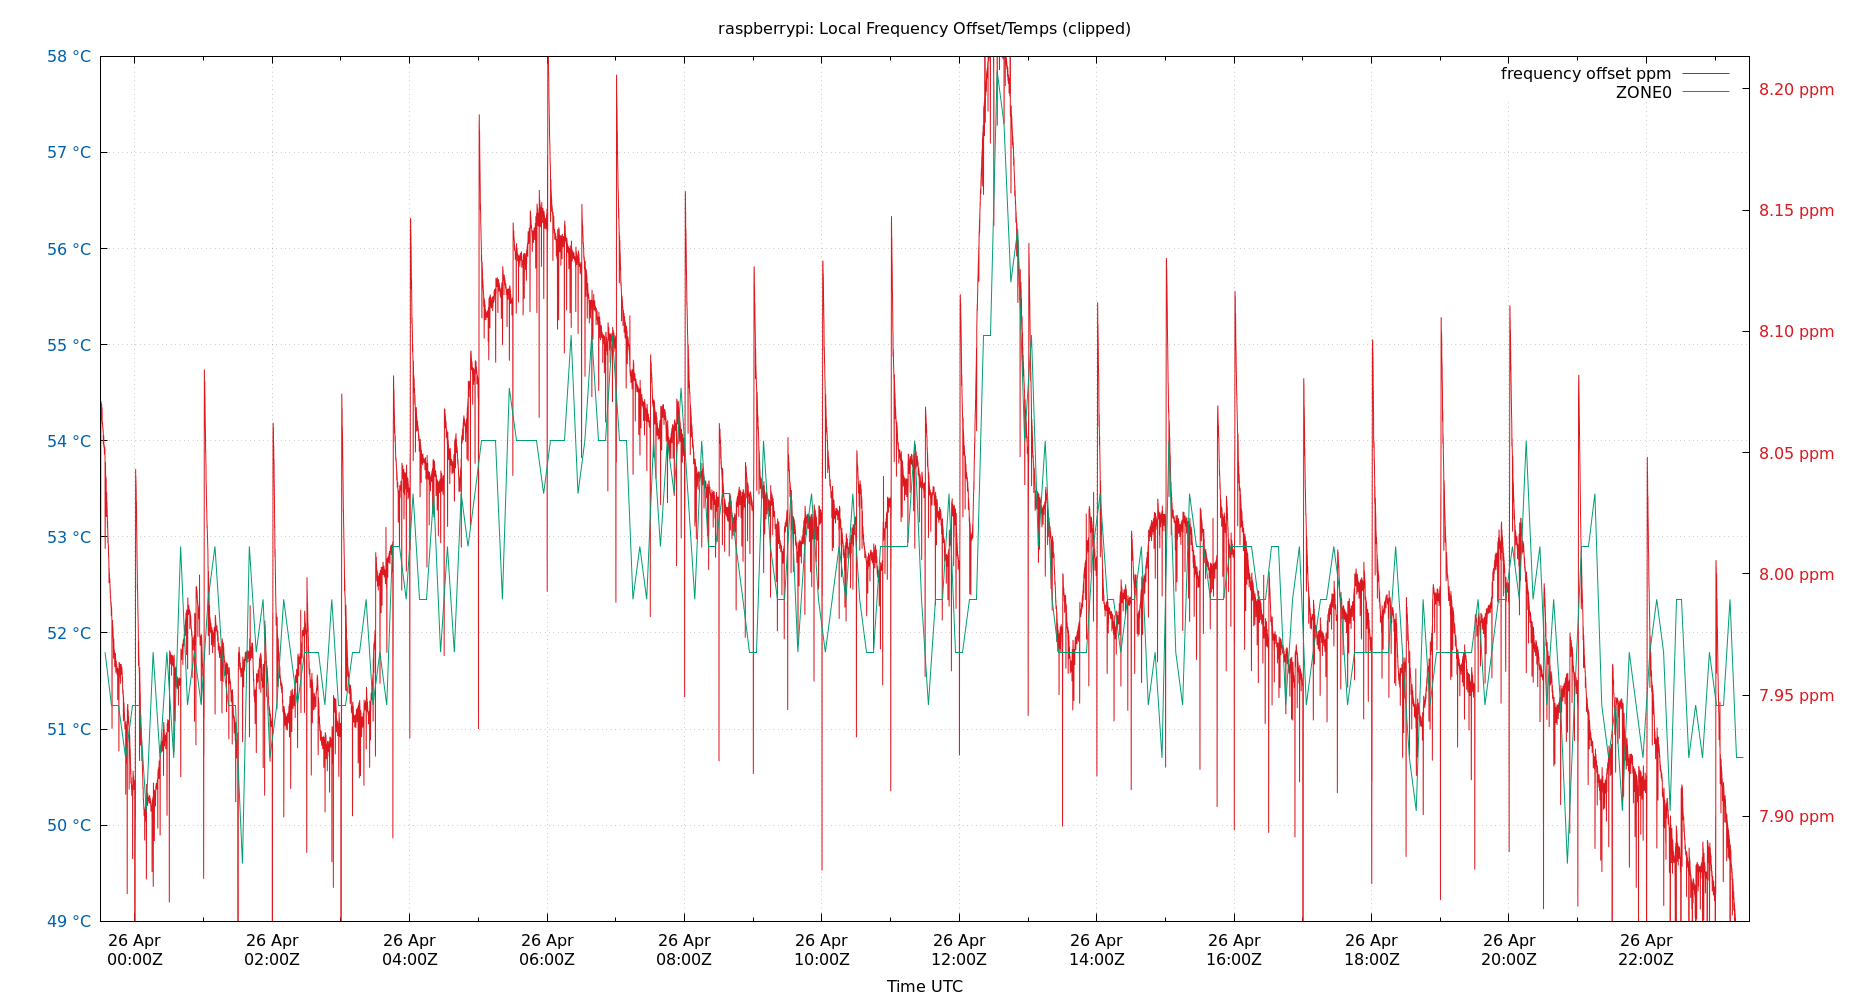 raspberrypi: Local Frequency Offset/Temps (clipped)
frequency offset ppm
ZONE0
58 °C
57 °C
56 °C
55 °C
54 °C
53 °C
52 °C
51 °C
50 °C
49 °C
8.20 ppm
8.15 ppm
8.10 ppm
8.05 ppm
8.00 ppm
7.95 ppm
7.90 ppm
26 Apr 26 Apr 26 Apr 26 Apr 26 Apr 26 Apr 26 Apr 26 Apr 26 Apr 26 Apr 26 Apr 26 Apr
00:00Z 02:00Z 04:00Z 06:00Z 08:00Z 10:00Z 12:00Z 14:00Z 16:00Z 18:00Z 20:00Z 22:00Z
Time UTC